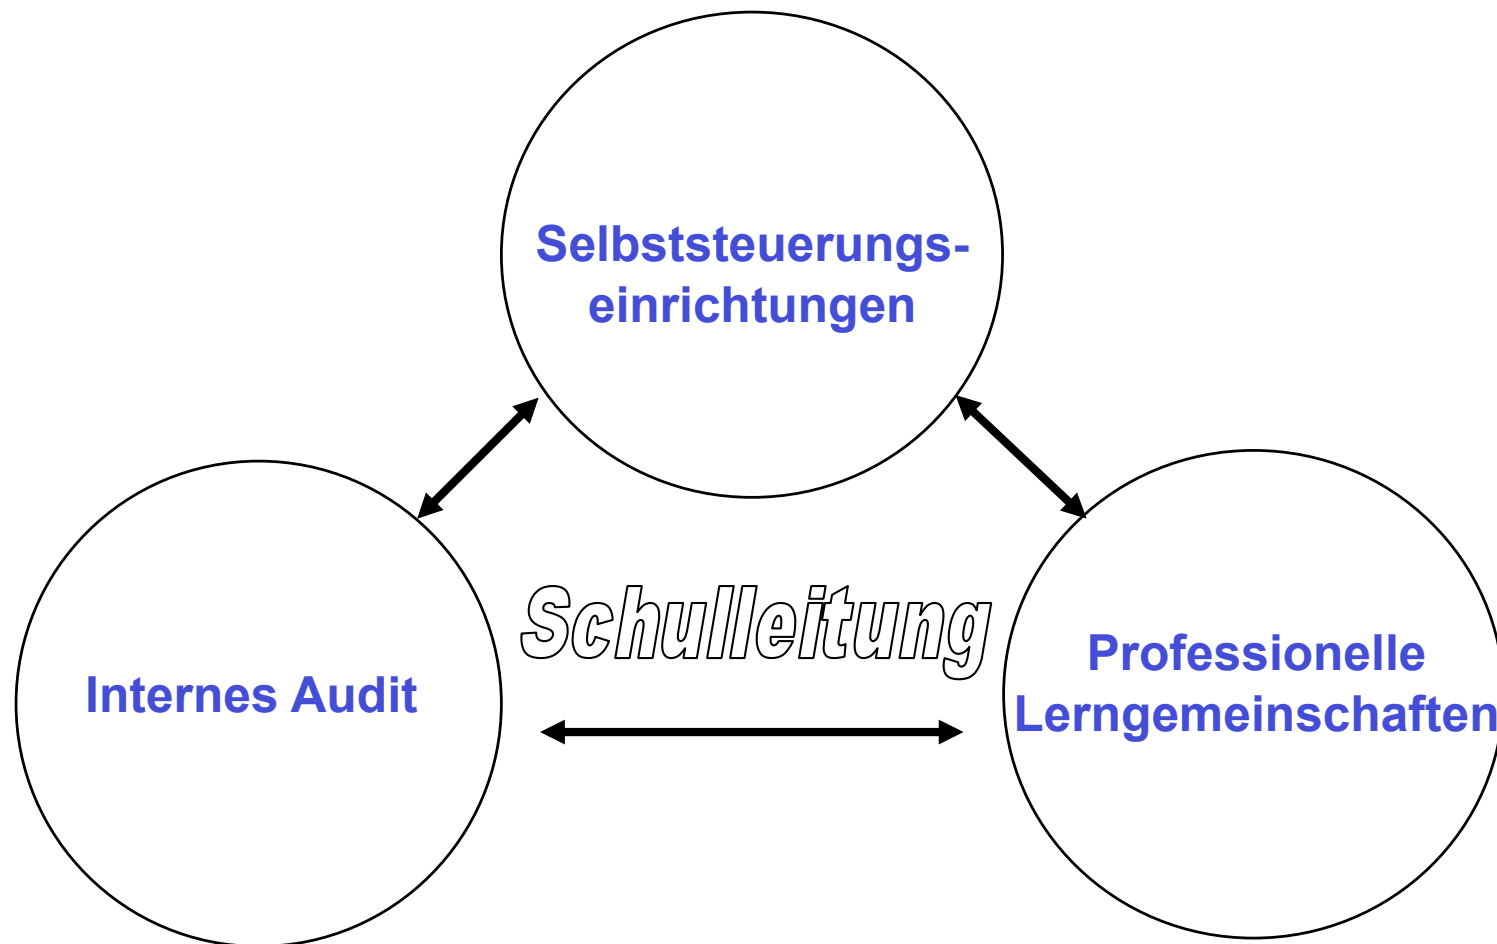 Selbststeuerungs-
einrichtungen
Schulleitung
Internes Audit
Professionelle
Lerngemeinschaften